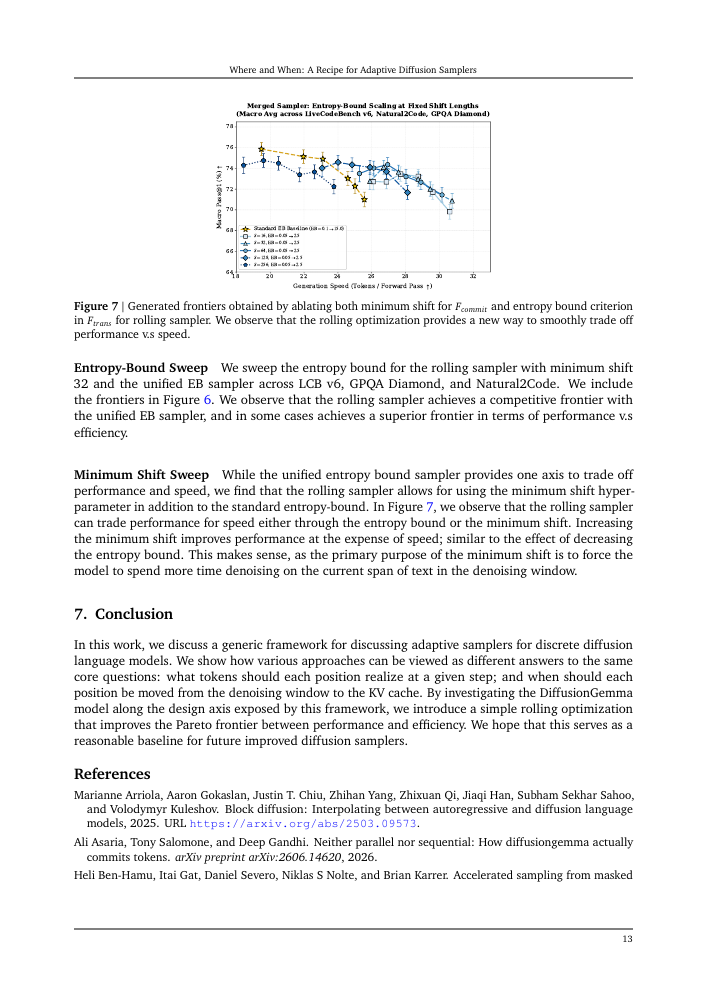 Where and When: A Recipe for Adaptive Diffusion Samplers
Merged Sampler: Entropy-Bound Scaling at Fixed Shift Lengths
(Macro Avg across LiveCodeBench v6, Natural2Code, GPQA Diamond)
78
76
74
72
70
68
66
64
Macro Pass@1 (%) ↑
Standard EB Baseline
18
20
22
24
26
28
30
32
Generation Speed (Tokens / Forward Pass ↑)
Figure 7 | Generated frontiers obtained by ablating both minimum shift for F_commit and entropy bound criterion
in F_trans for rolling sampler. We observe that the rolling optimization provides a new way to smoothly trade off
performance v.s speed.
Entropy-Bound Sweep We sweep the entropy bound for the rolling sampler with minimum shift
32 and the unified EB sampler across LCB v6, GPQA Diamond, and Natural2Code. We include
the frontiers in Figure 6. We observe that the rolling sampler achieves a competitive frontier with
the unified EB sampler, and in some cases achieves a superior frontier in terms of performance v.s
efficiency.
Minimum Shift Sweep While the unified entropy bound sampler provides one axis to trade off
performance and speed, we find that the rolling sampler allows for using the minimum shift hyper-
parameter in addition to the standard entropy-bound. In Figure 7, we observe that the rolling sampler
can trade performance for speed either through the entropy bound or the minimum shift. Increasing
the minimum shift improves performance at the expense of speed; similar to the effect of decreasing
the entropy bound. This makes sense, as the primary purpose of the minimum shift is to force the
model to spend more time denoising on the current span of text in the denoising window.
7. Conclusion
In this work, we discuss a generic framework for discussing adaptive samplers for discrete diffusion
language models. We show how various approaches can be viewed as different answers to the same
core questions: what tokens should each position realize at a given step; and when should each
position be moved from the denoising window to the KV cache. By investigating the DiffusionGemma
model along the design axis exposed by this framework, we introduce a simple rolling optimization
that improves the Pareto frontier between performance and efficiency. We hope that this serves as a
reasonable baseline for future improved diffusion samplers.
References
Marianne Arriola, Aaron Gokaslan, Justin T. Chiu, Zhihan Yang, Zhixuan Qi, Jiaqi Han, Subham Sekhar Sahoo,
and Volodymyr Kuleshov. Block diffusion: Interpolating between autoregressive and diffusion language
models, 2025. URL https://arxiv.org/abs/2503.09573.
Ali Asaria, Tony Salomone, and Deep Gandhi. Neither parallel nor sequential: How diffusiongemma actually
commits tokens. arXiv preprint arXiv:2606.14620, 2026.
Heli Ben-Hamu, Itai Gat, Daniel Severo, Niklas S Nolte, and Brian Karrer. Accelerated sampling from masked
13